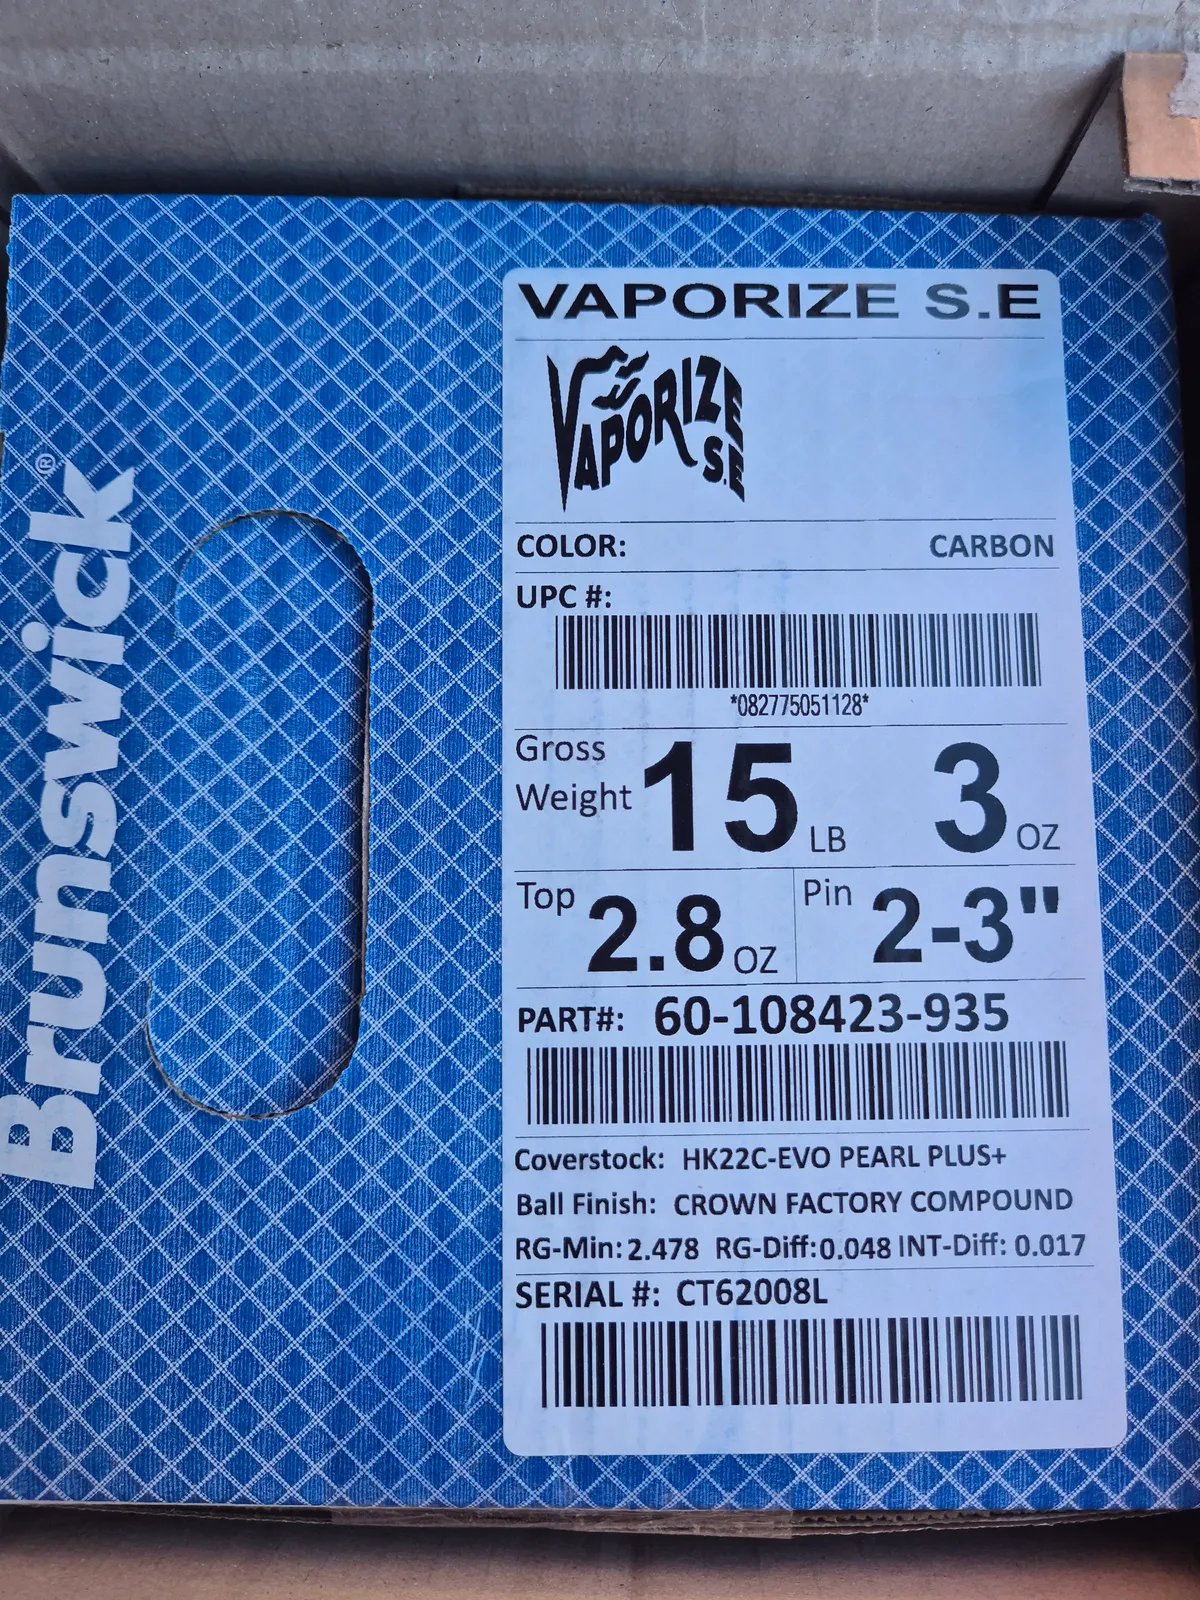 Brunswick®
VAPORIZE S.E
VAPORIZE
S.E
COLOR: CARBON
UPC #:
*082775051128*
Gross
Weight 15 LB 3 OZ
Top 2.8 OZ Pin 2-3"
PART#: 60-108423-935
Coverstock: HK22C-EVO PEARL PLUS+
Ball Finish: CROWN FACTORY COMPOUND
RG-Min: 2.478 RG-Diff: 0.048 INT-Diff: 0.017
SERIAL #: CT62008L